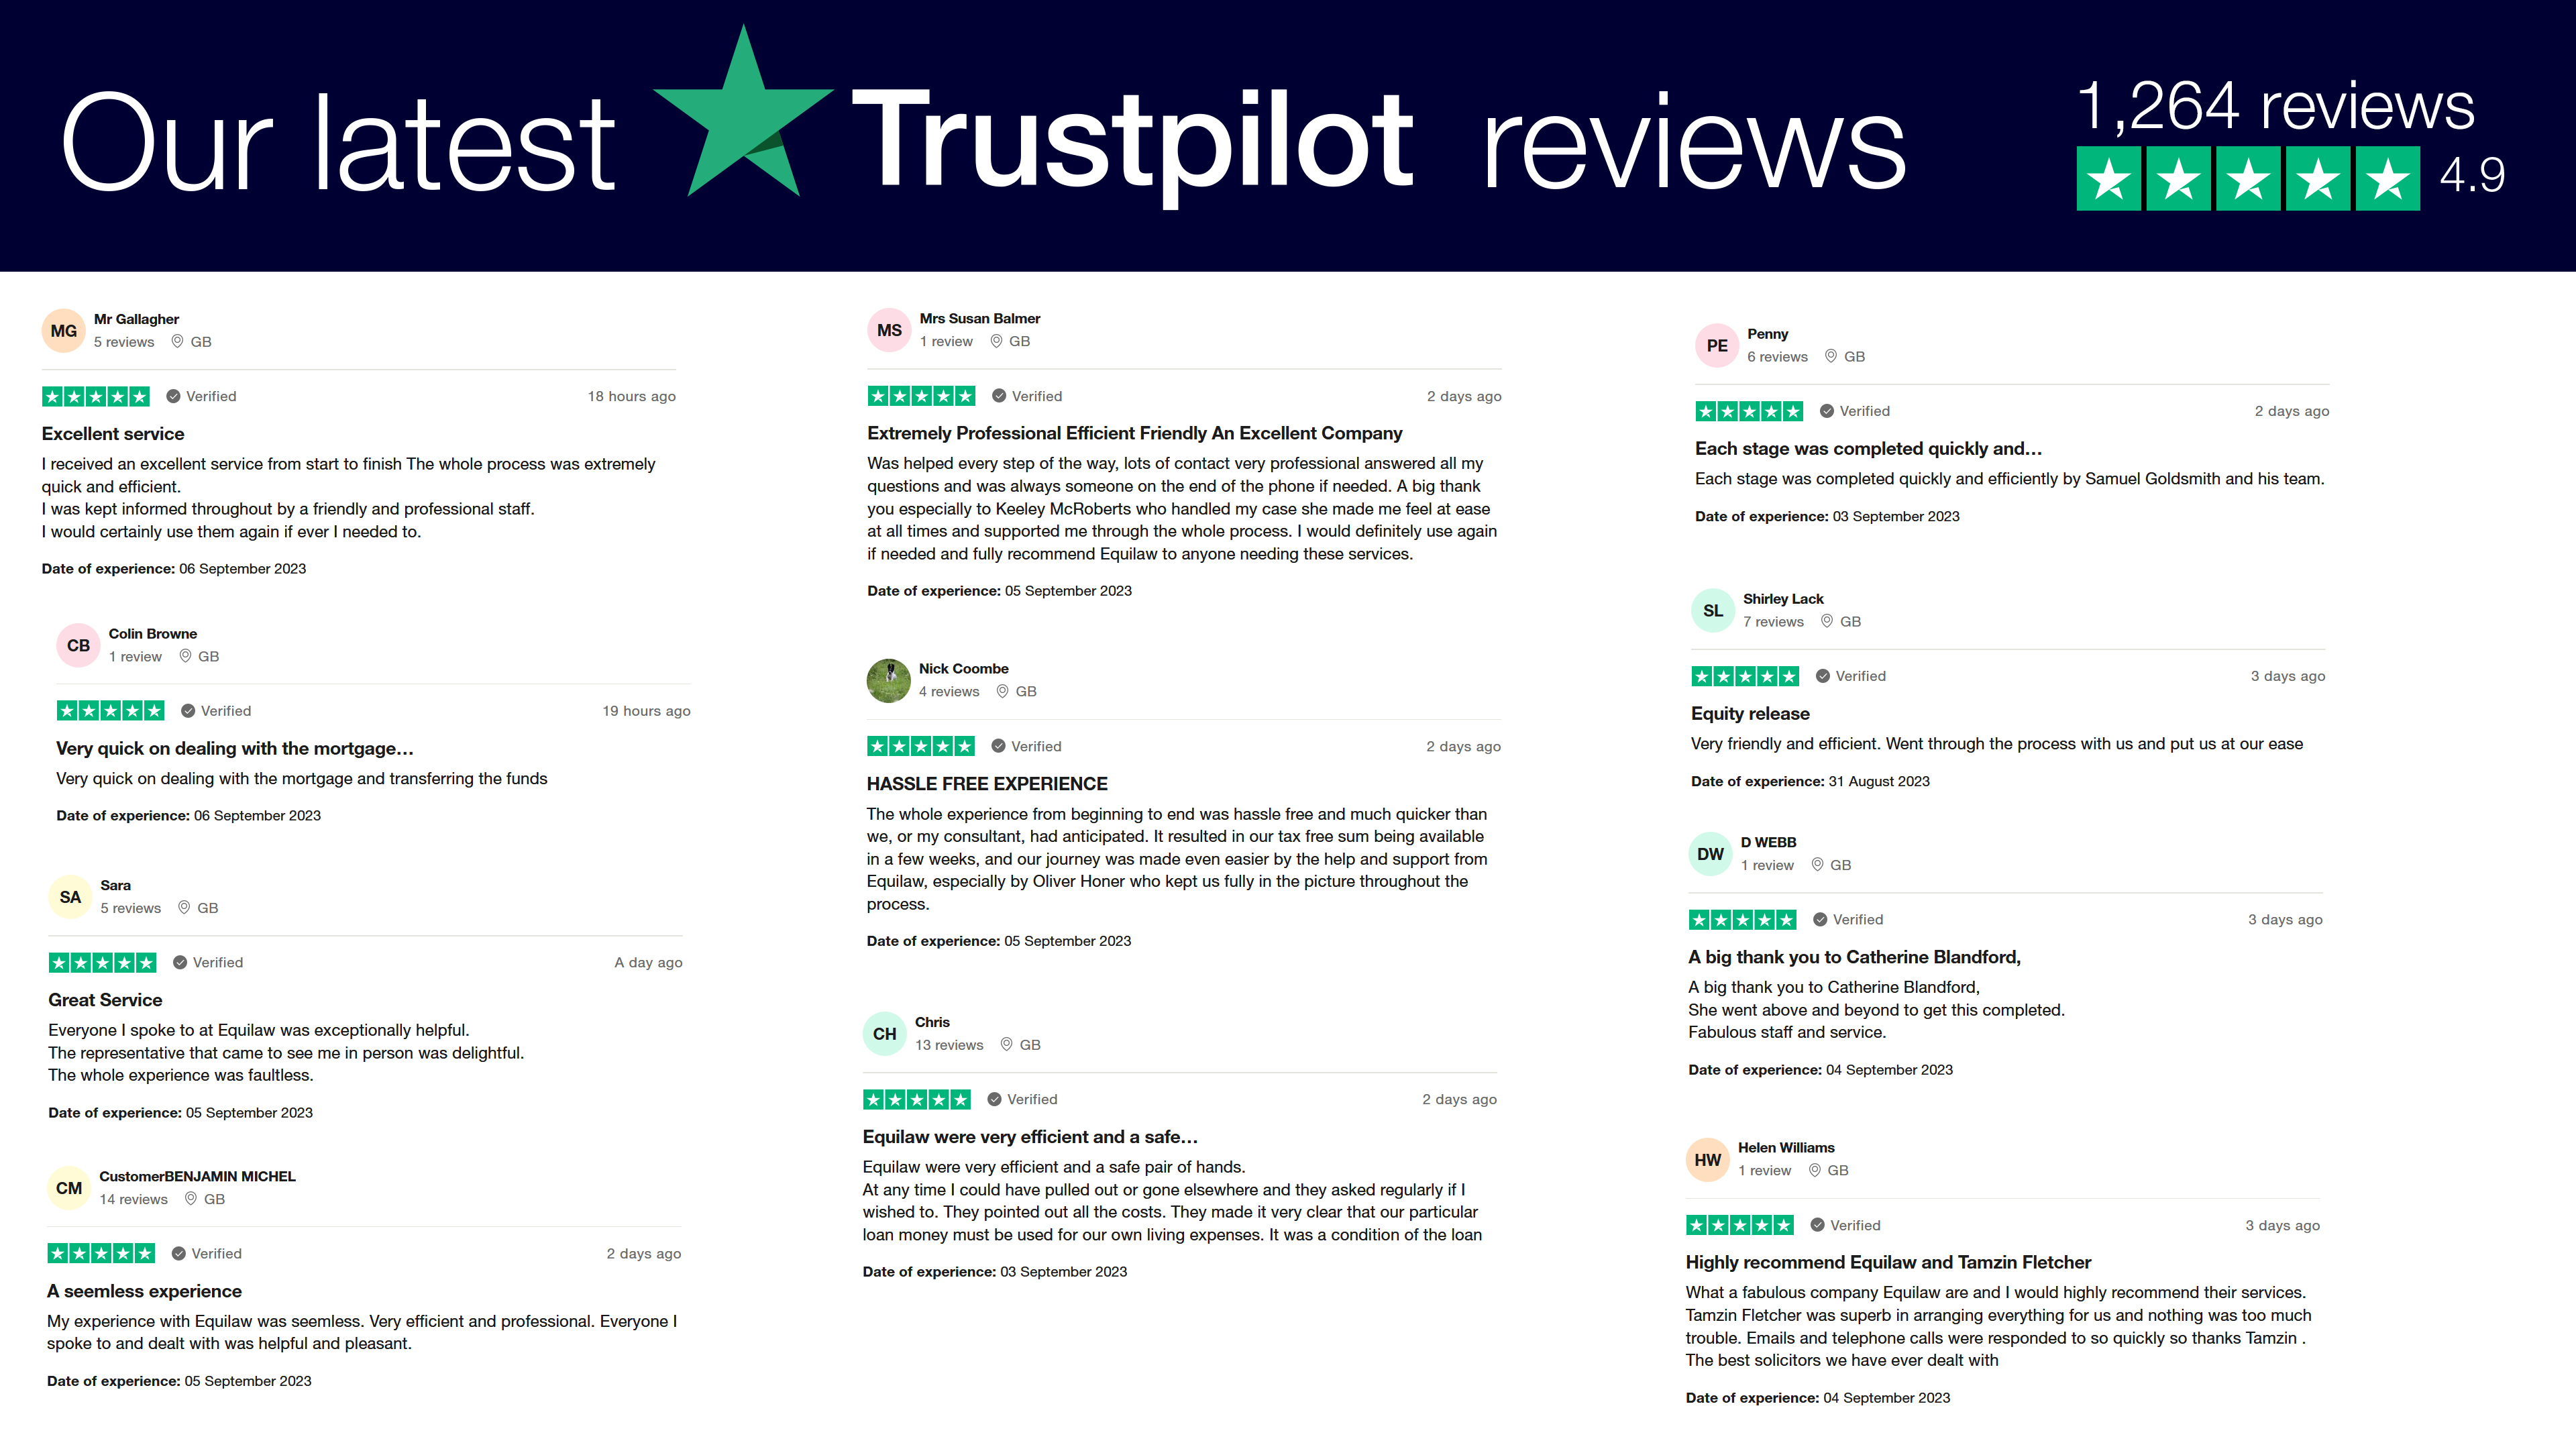 Our latest Trustpilot reviews
1,264 reviews
4.9
MG
Mr Gallagher
5 reviews GB
Verified 18 hours ago
Excellent service
I received an excellent service from start to finish The whole process was extremely
quick and efficient.
I was kept informed throughout by a friendly and professional staff.
I would certainly use them again if ever I needed to.
Date of experience: 06 September 2023
CB
Colin Browne
1 review GB
Verified 19 hours ago
Very quick on dealing with the mortgage…
Very quick on dealing with the mortgage and transferring the funds
Date of experience: 06 September 2023
SA
Sara
5 reviews GB
Verified A day ago
Great Service
Everyone I spoke to at Equilaw was exceptionally helpful.
The representative that came to see me in person was delightful.
The whole experience was faultless.
Date of experience: 05 September 2023
CM
CustomerBENJAMIN MICHEL
14 reviews GB
Verified 2 days ago
A seemless experience
My experience with Equilaw was seemless. Very efficient and professional. Everyone I
spoke to and dealt with was helpful and pleasant.
Date of experience: 05 September 2023
MS
Mrs Susan Balmer
1 review GB
Verified 2 days ago
Extremely Professional Efficient Friendly An Excellent Company
Was helped every step of the way, lots of contact very professional answered all my
questions and was always someone on the end of the phone if needed. A big thank
you especially to Keeley McRoberts who handled my case she made me feel at ease
at all times and supported me through the whole process. I would definitely use again
if needed and fully recommend Equilaw to anyone needing these services.
Date of experience: 05 September 2023
Nick Coombe
4 reviews GB
Verified 2 days ago
HASSLE FREE EXPERIENCE
The whole experience from beginning to end was hassle free and much quicker than
we, or my consultant, had anticipated. It resulted in our tax free sum being available
in a few weeks, and our journey was made even easier by the help and support from
Equilaw, especially by Oliver Honer who kept us fully in the picture throughout the
process.
Date of experience: 05 September 2023
CH
Chris
13 reviews GB
Verified 2 days ago
Equilaw were very efficient and a safe…
Equilaw were very efficient and a safe pair of hands.
At any time I could have pulled out or gone elsewhere and they asked regularly if I
wished to. They pointed out all the costs. They made it very clear that our particular
loan money must be used for our own living expenses. It was a condition of the loan
Date of experience: 03 September 2023
PE
Penny
6 reviews GB
Verified 2 days ago
Each stage was completed quickly and…
Each stage was completed quickly and efficiently by Samuel Goldsmith and his team.
Date of experience: 03 September 2023
SL
Shirley Lack
7 reviews GB
Verified 3 days ago
Equity release
Very friendly and efficient. Went through the process with us and put us at our ease
Date of experience: 31 August 2023
DW
D WEBB
1 review GB
Verified 3 days ago
A big thank you to Catherine Blandford,
A big thank you to Catherine Blandford,
She went above and beyond to get this completed.
Fabulous staff and service.
Date of experience: 04 September 2023
HW
Helen Williams
1 review GB
Verified 3 days ago
Highly recommend Equilaw and Tamzin Fletcher
What a fabulous company Equilaw are and I would highly recommend their services.
Tamzin Fletcher was superb in arranging everything for us and nothing was too much
trouble. Emails and telephone calls were responded to so quickly so thanks Tamzin .
The best solicitors we have ever dealt with
Date of experience: 04 September 2023